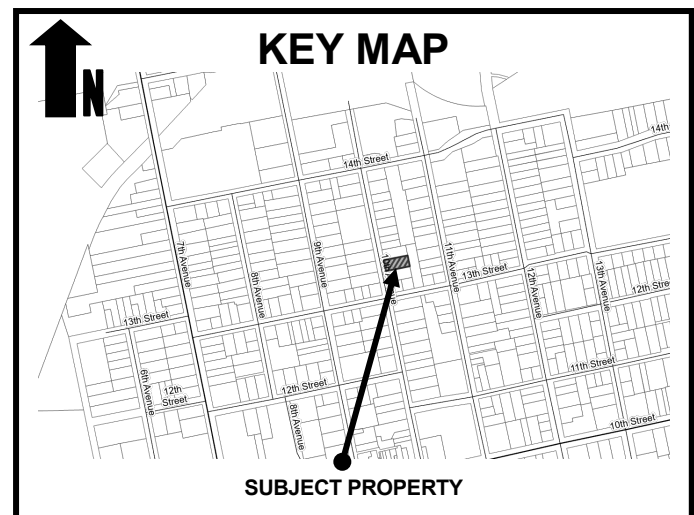 N
KEY MAP
14th Street
14th
7th Avenue
8th Avenue
9th Avenue
11th Avenue
13th Street
12th Avenue
13th Avenue
12th Stre
13th Street
6th Avenue
12th
Street
12th Street
8th Avenue
11th Street
10th Street
SUBJECT PROPERTY